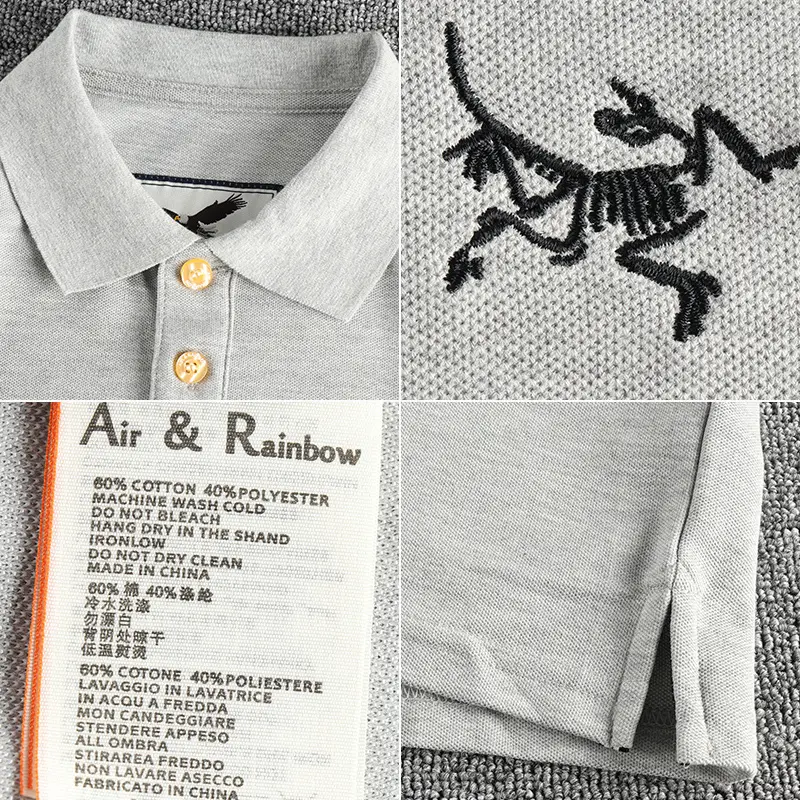 Air & Rainbow
60% COTTON 40%POLYESTER
MACHINE WASH COLD
DO NOT BLEACH
HANG DRY IN THE SHAND
IRONLOW
DO NOT DRY CLEAN
MADE IN CHINA
60% 棉 40%涤纶
冷水洗涤
勿漂白
背阴处晾干
低温熨烫
60% COTONE 40%POLIESTERE
LAVAGGIO IN LAVATRICE
IN ACQU A FREDDA
MON CANDEGGIARE
STENDERE APPESO
ALL OMBRA
STIRAREA FREDDO
NON LAVARE ASECCO
FABRICATO IN CHINA